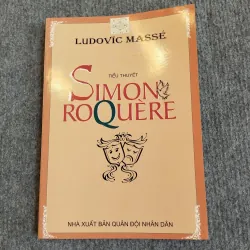 LUDOVIC MASSÉ
TIỂU THUYẾT
SIMON
ROQUÈRE
NHÀ XUẤT BẢN QUÂN ĐỘI NHÂN DÂN